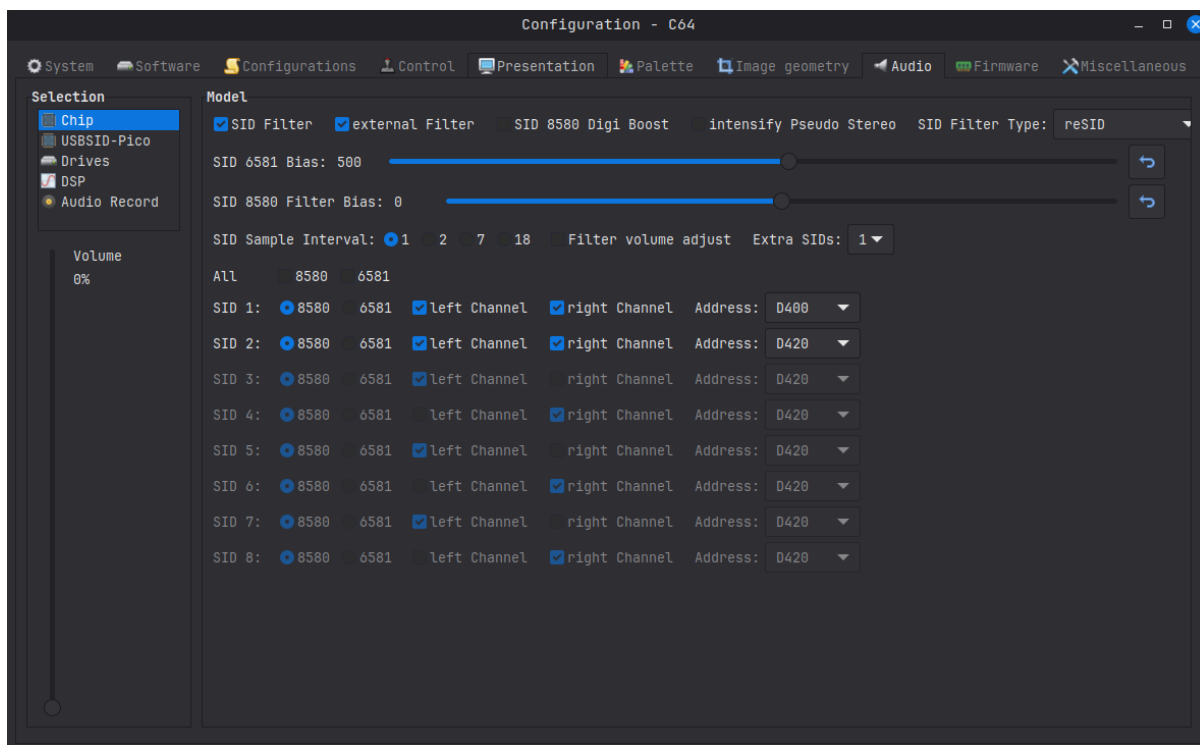 Configuration - C64
System Software Configurations Control Presentation Palette Image geometry Audio Firmware Miscellaneous
Selection
Chip
USBSID-Pico
Drives
DSP
Audio Record
Volume
0%
Model
SID Filter external Filter SID 8580 Digi Boost intensify Pseudo Stereo SID Filter Type: reSID
SID 6581 Bias: 500
SID 8580 Filter Bias: 0
SID Sample Interval: 1 2 7 18 Filter volume adjust Extra SIDs: 1
All 8580 6581
SID 1: 8580 6581 left Channel right Channel Address: D400
SID 2: 8580 6581 left Channel right Channel Address: D420
SID 3: 8580 6581 left Channel right Channel Address: D420
SID 4: 8580 6581 left Channel right Channel Address: D420
SID 5: 8580 6581 left Channel right Channel Address: D420
SID 6: 8580 6581 left Channel right Channel Address: D420
SID 7: 8580 6581 left Channel right Channel Address: D420
SID 8: 8580 6581 left Channel right Channel Address: D420